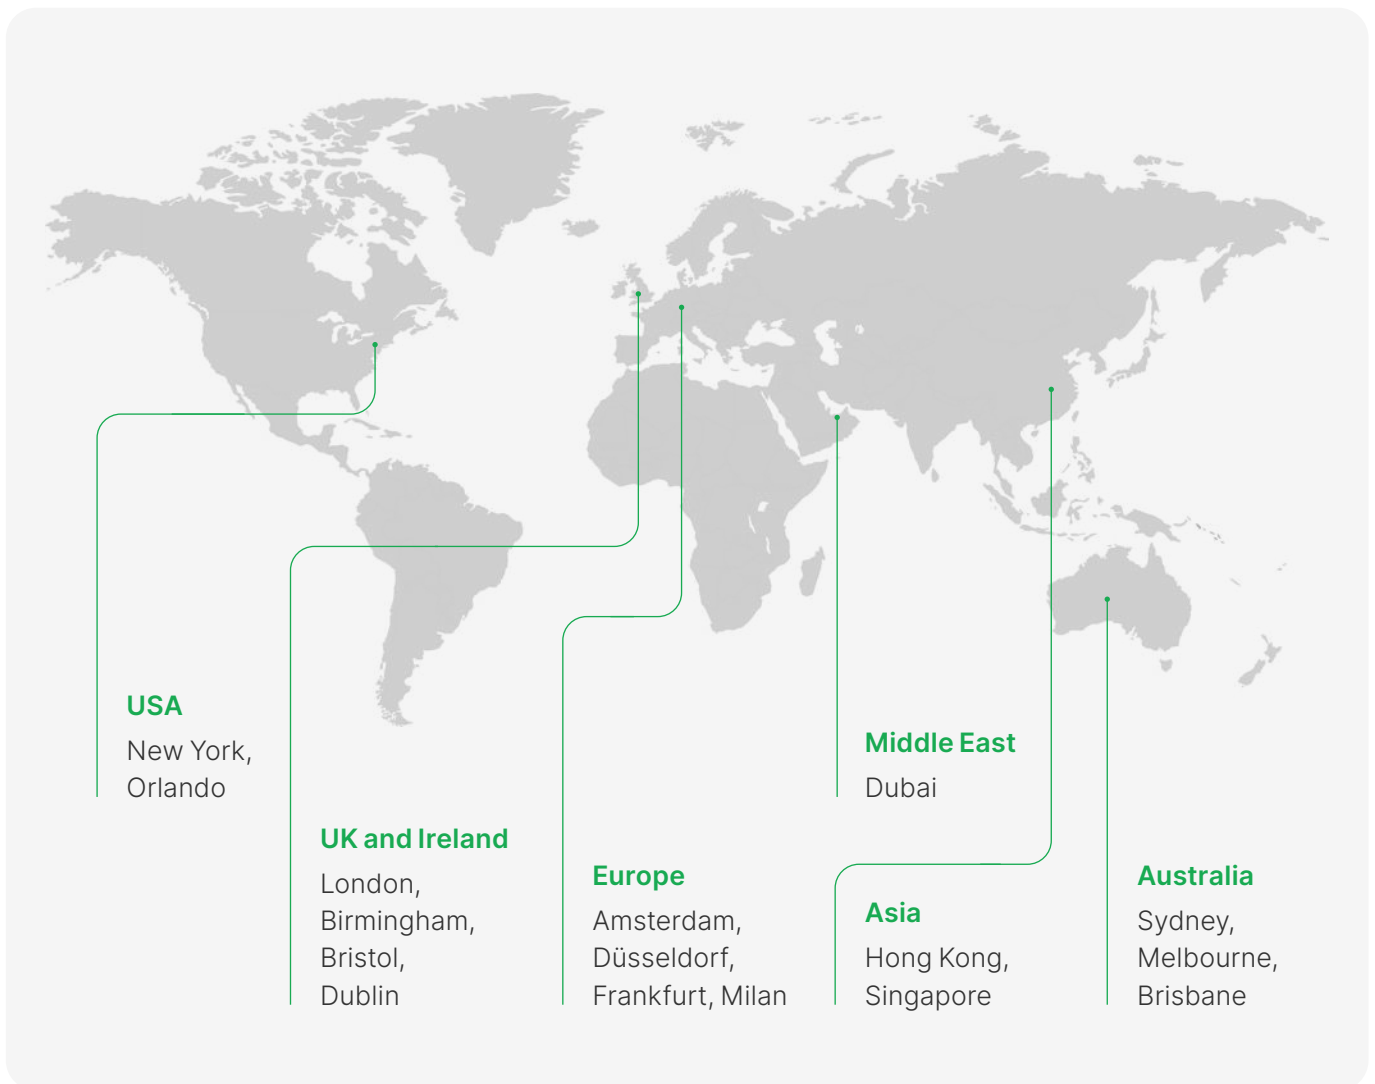 USA
New York,
Orlando
UK and Ireland
London,
Birmingham,
Bristol,
Dublin
Europe
Amsterdam,
Düsseldorf,
Frankfurt, Milan
Middle East
Dubai
Asia
Hong Kong,
Singapore
Australia
Sydney,
Melbourne,
Brisbane